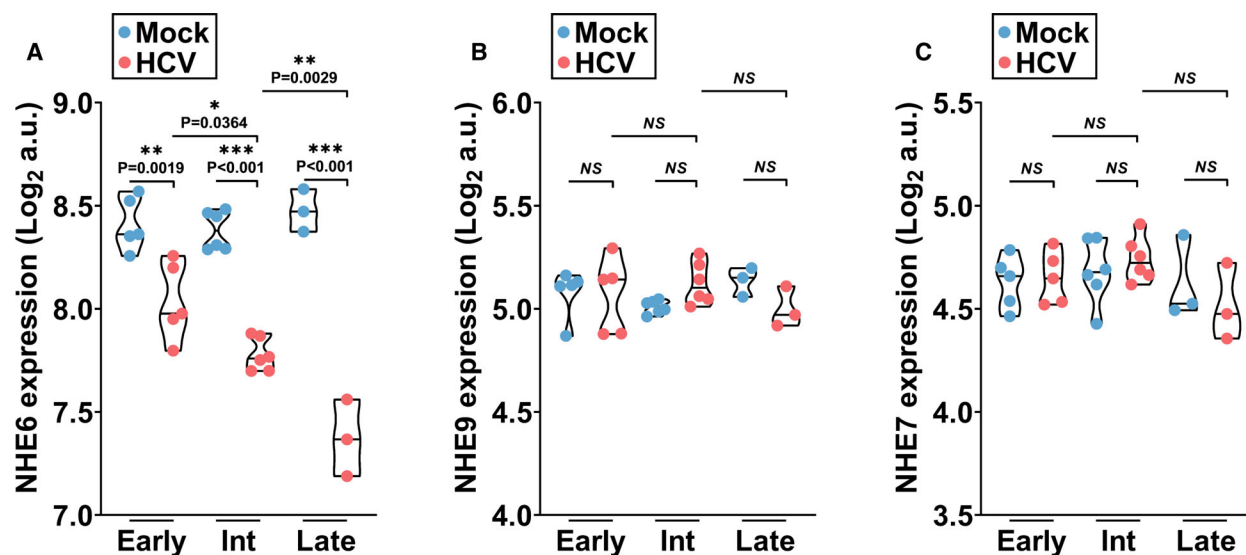 A
Mock
HCV
NHE6 expression (Log₂ a.u.)
9.0
8.5
8.0
7.5
7.0
**
P=0.0029
*
P=0.0364
**
P=0.0019
***
P<0.001
***
P<0.001
Early Int Late
B
Mock
HCV
NHE9 expression (Log₂ a.u.)
6.0
5.5
5.0
4.5
4.0
NS
NS
NS NS NS
Early Int Late
C
Mock
HCV
NHE7 expression (Log₂ a.u.)
5.5
5.0
4.5
4.0
3.5
NS
NS
NS NS NS
Early Int Late